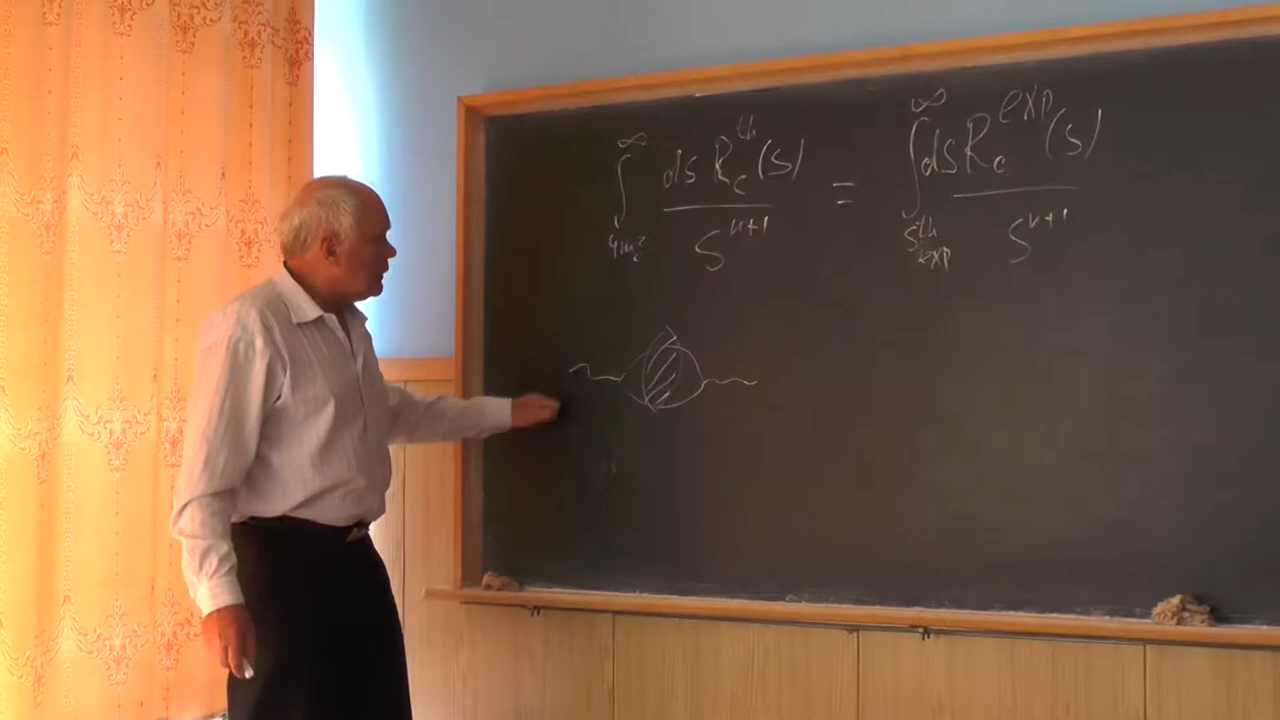 ∫_{4m_c^2}^{∞} ds R_c^{th}(s) / s^{n+1} = ∫_{s_{exp}^{th}}^{∞} ds R_c^{exp}(s) / s^{n+1}